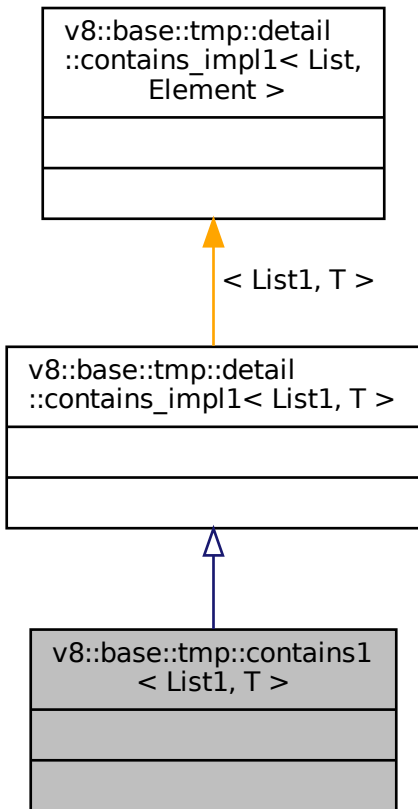 v8::base::tmp::detail
::contains_impl1< List,
Element >
< List1, T >
v8::base::tmp::detail
::contains_impl1< List1, T >
v8::base::tmp::contains1
< List1, T >